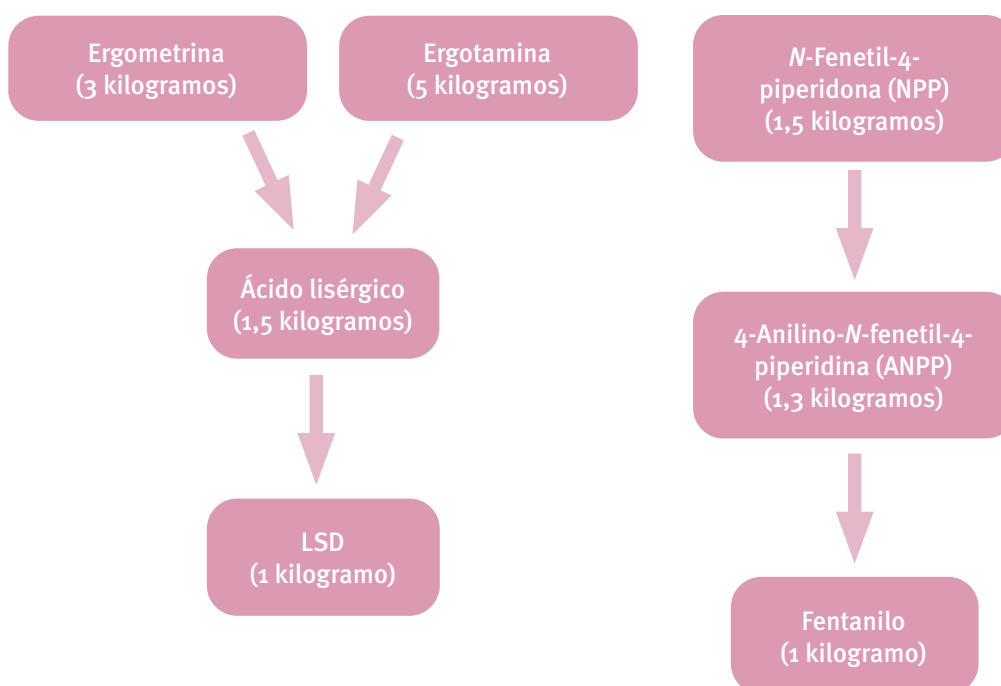 Ergometrina
(3 kilogramos)
Ergotamina
(5 kilogramos)
Ácido lisérgico
(1,5 kilogramos)
LSD
(1 kilogramo)
N-Fenetil-4-
piperidona (NPP)
(1,5 kilogramos)
4-Anilino-N-fenetil-4-
piperidina (ANPP)
(1,3 kilogramos)
Fentanilo
(1 kilogramo)